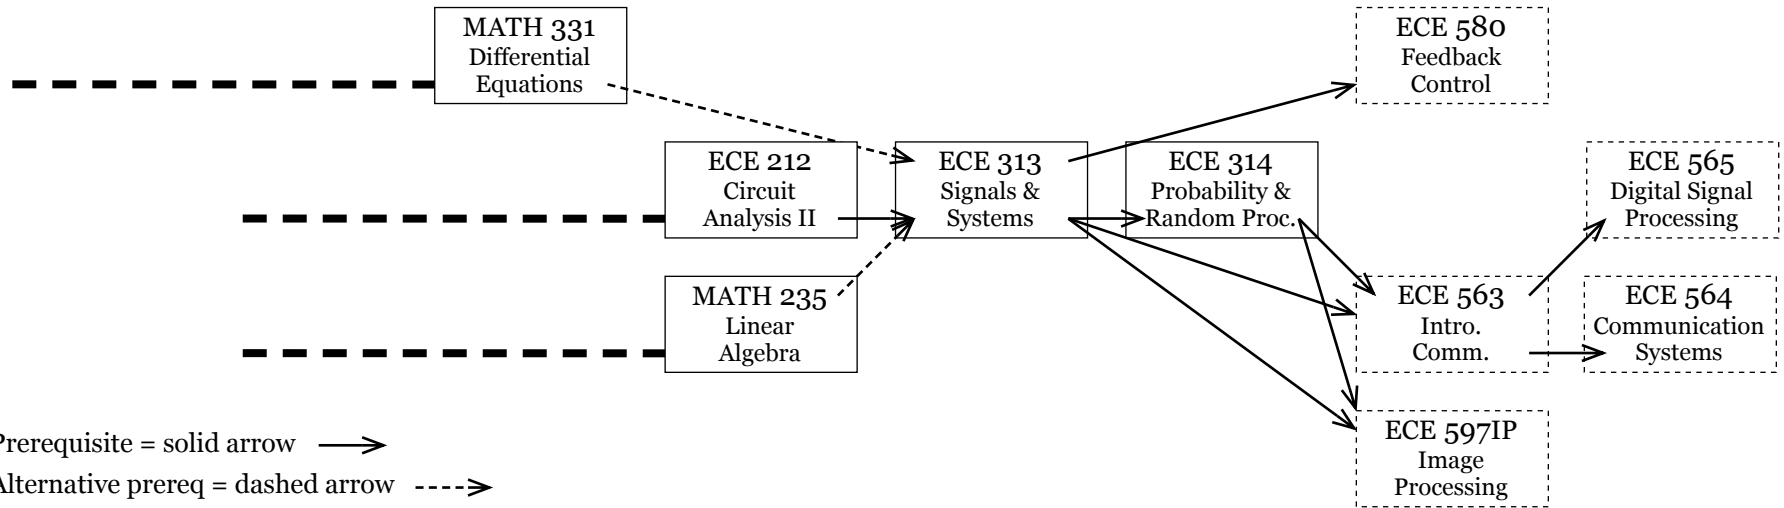 MATH 331
Differential
Equations
ECE 580
Feedback
Control
ECE 212
Circuit
Analysis II
ECE 313
Signals &
Systems
ECE 314
Probability &
Random Proc.
ECE 565
Digital Signal
Processing
MATH 235
Linear
Algebra
ECE 563
Intro.
Comm.
ECE 564
Communication
Systems
ECE 597IP
Image
Processing
Prerequisite = solid arrow
Alternative prereq = dashed arrow